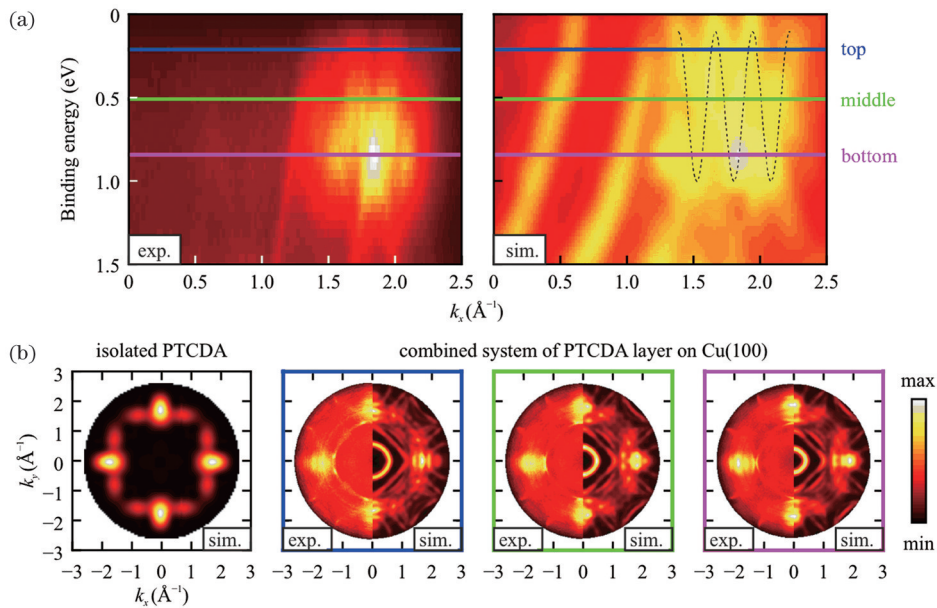 (a)
Binding energy (eV)
0
0.5
1.0
1.5
exp.
sim.
top
middle
bottom
0 0.5 1.0 1.5 2.0 2.5 0 0.5 1.0 1.5 2.0 2.5
kₓ (Å⁻¹)
(b)
isolated PTCDA
combined system of PTCDA layer on Cu(100)
k_y (Å⁻¹)
3
2
1
0
−1
−2
−3
sim.
exp. sim.
exp. sim.
exp. sim.
max
min
−3 −2 −1 0 1 2 3 −3 −2 −1 0 1 2 3 −3 −2 −1 0 1 2 3 −3 −2 −1 0 1 2 3
kₓ (Å⁻¹)